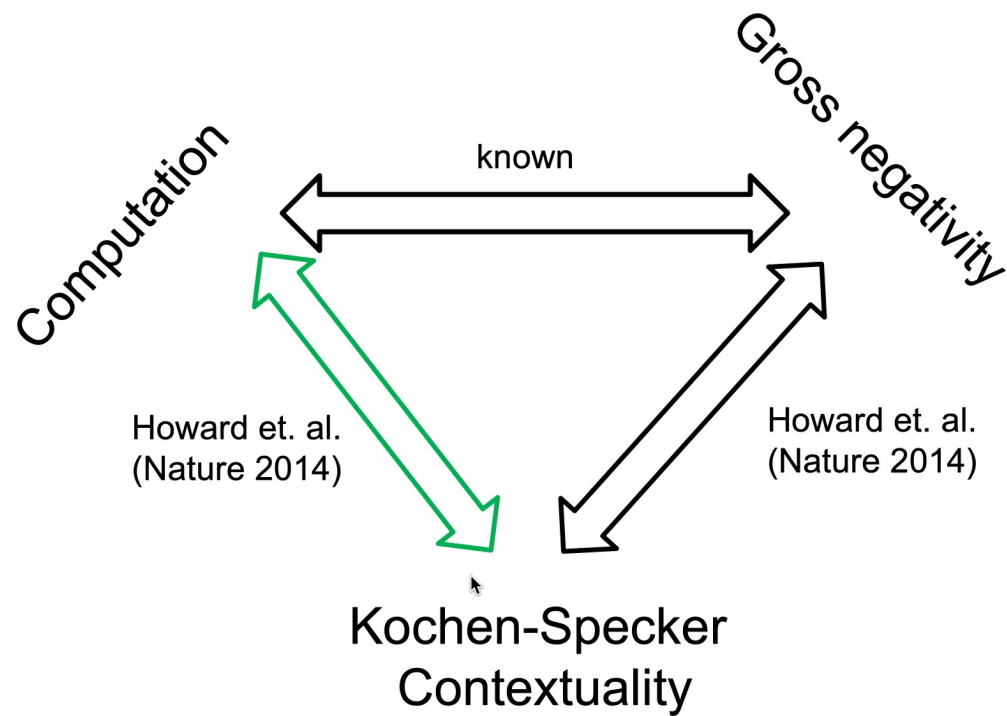 Computation
known
Gross negativity
Howard et. al.
(Nature 2014)
Howard et. al.
(Nature 2014)
Kochen-Specker
Contextuality